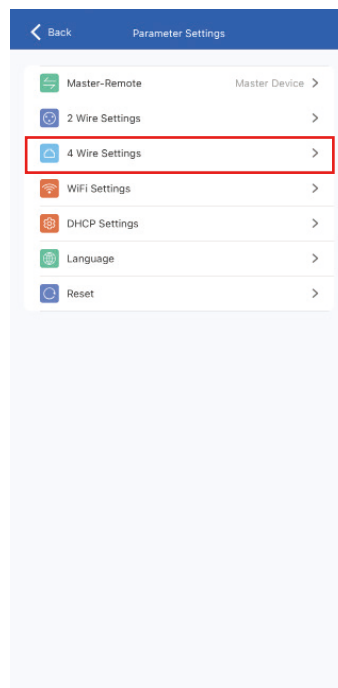 Back Parameter Settings
Master-Remote Master Device
2 Wire Settings
4 Wire Settings
WiFi Settings
DHCP Settings
Language
Reset